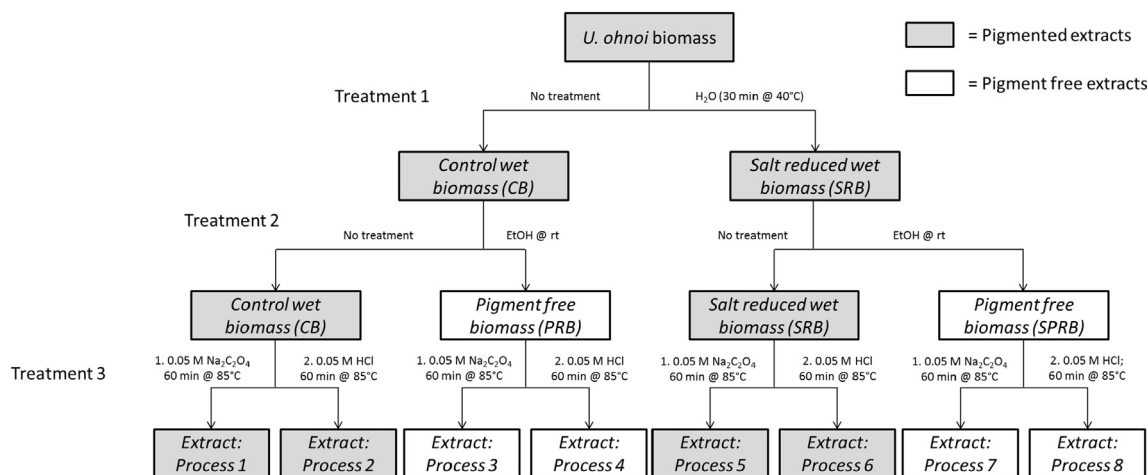 U. ohnoi biomass
= Pigmented extracts
= Pigment free extracts
Treatment 1
No treatment
H₂O (30 min @ 40°C)
Control wet
biomass (CB)
Salt reduced wet
biomass (SRB)
Treatment 2
No treatment
EtOH @ rt
No treatment
EtOH @ rt
Control wet
biomass (CB)
Pigment free
biomass (PRB)
Salt reduced wet
biomass (SRB)
Pigment free
biomass (SPRB)
Treatment 3
1. 0.05 M Na₂C₂O₄
60 min @ 85°C
2. 0.05 M HCl
60 min @ 85°C
1. 0.05 M Na₂C₂O₄
60 min @ 85°C
2. 0.05 M HCl
60 min @ 85°C
1. 0.05 M Na₂C₂O₄
60 min @ 85°C
2. 0.05 M HCl
60 min @ 85°C
1. 0.05 M Na₂C₂O₄
60 min @ 85°C
2. 0.05 M HCl;
60 min @ 85°C
Extract:
Process 1
Extract:
Process 2
Extract:
Process 3
Extract:
Process 4
Extract:
Process 5
Extract:
Process 6
Extract:
Process 7
Extract:
Process 8